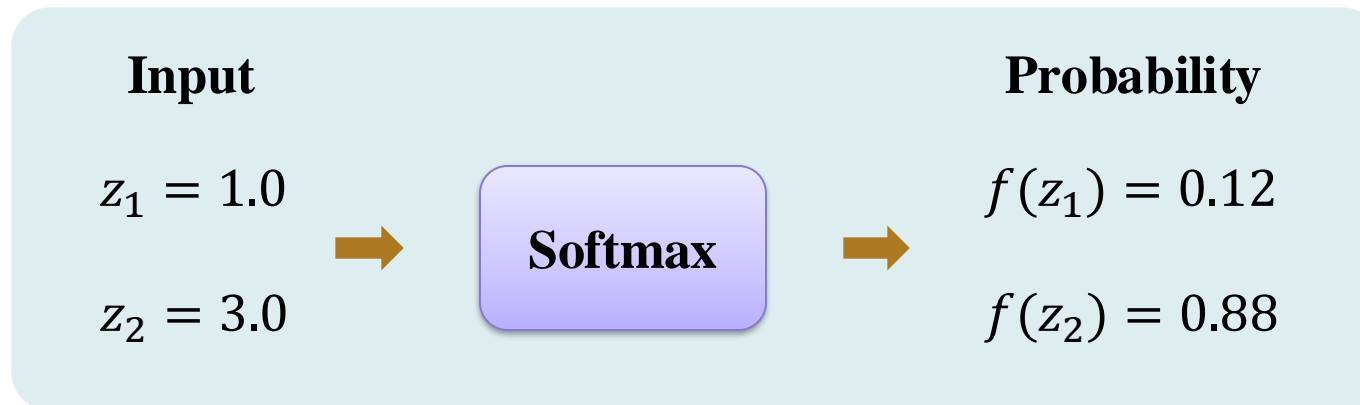 Input
Probability
z₁ = 1.0
f(z₁) = 0.12
Softmax
z₂ = 3.0
f(z₂) = 0.88